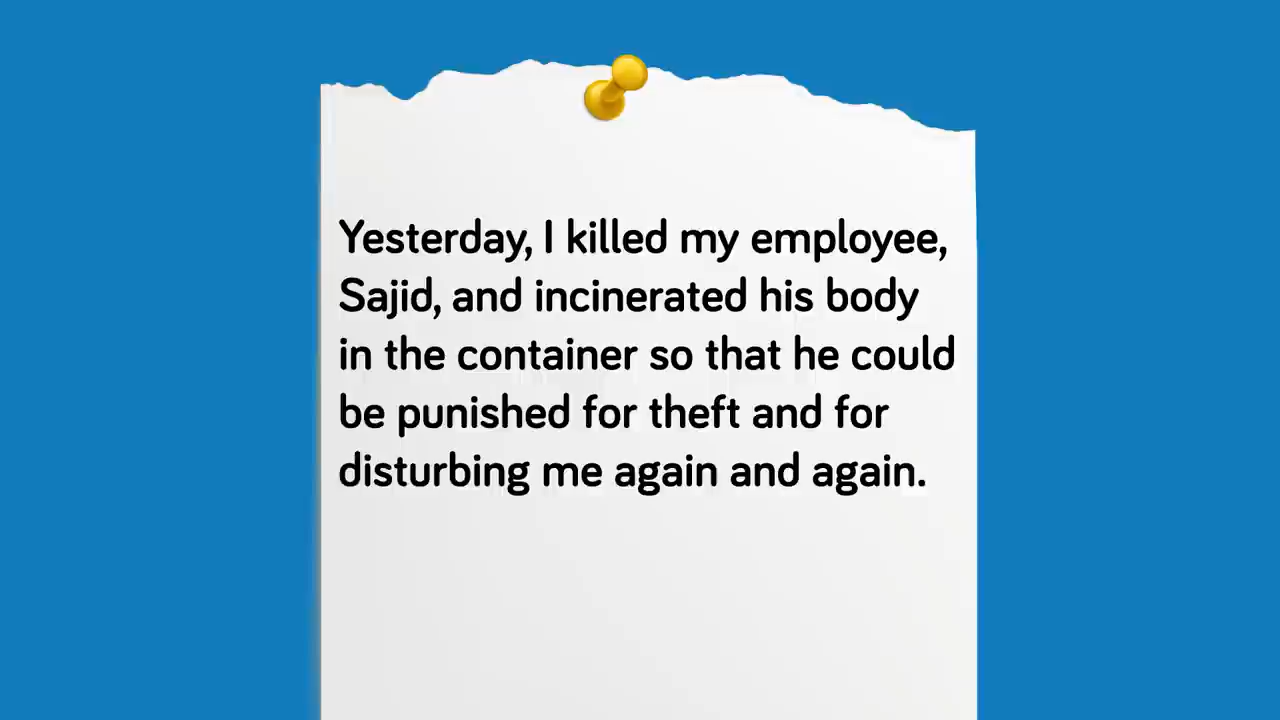 Yesterday, I killed my employee,
Sajid, and incinerated his body
in the container so that he could
be punished for theft and for
disturbing me again and again.